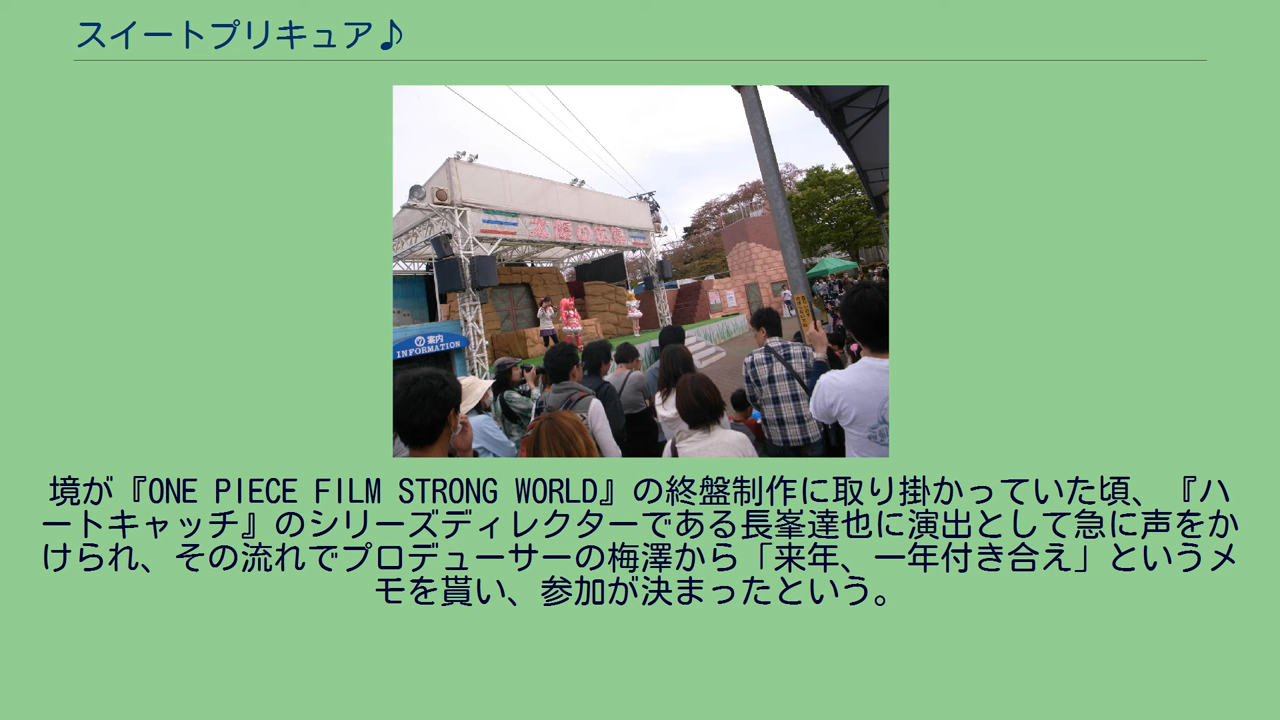 スイートプリキュア♪
案内
INFORMATION
境が『ONE PIECE FILM STRONG WORLD』の終盤制作に取り掛かっていた頃、『ハ
ートキャッチ』のシリーズディレクターである長峯達也に演出として急に声をか
けられ、その流れでプロデューサーの梅澤から「来年、一年付き合え」というメ
モを貰い、参加が決まったという。